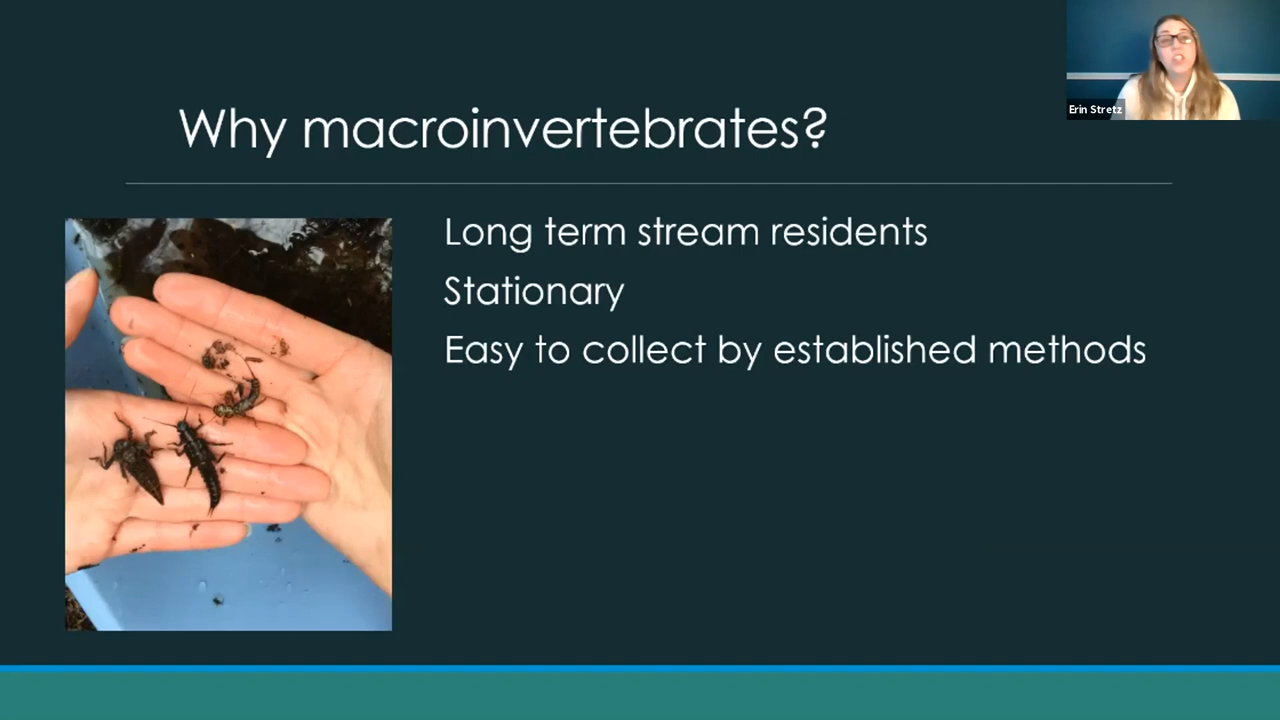 Why macroinvertebrates?
Erin Stretz
Long term stream residents
Stationary
Easy to collect by established methods